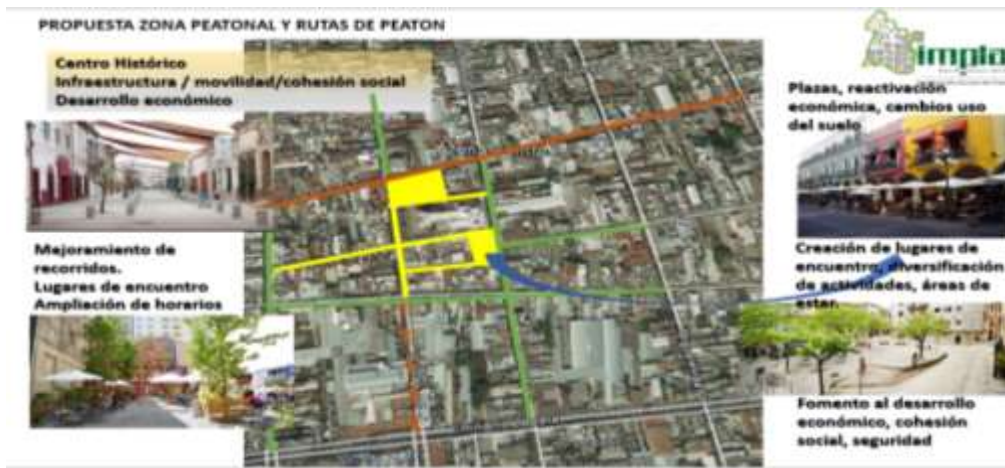 PROPUESTA ZONA PEATONAL Y RUTAS DE PEATON
Centro Histórico
Infraestructura / movilidad/cohesión social
Desarrollo económico
implan
Plazas, reactivación
económica, cambios uso
del suelo
Mejoramiento de
recorridos.
Lugares de encuentro
Ampliación de horarios
Creación de lugares de
encuentro, diversificación
de actividades, áreas de
estar.
Fomento al desarrollo
económico, cohesión
social, seguridad